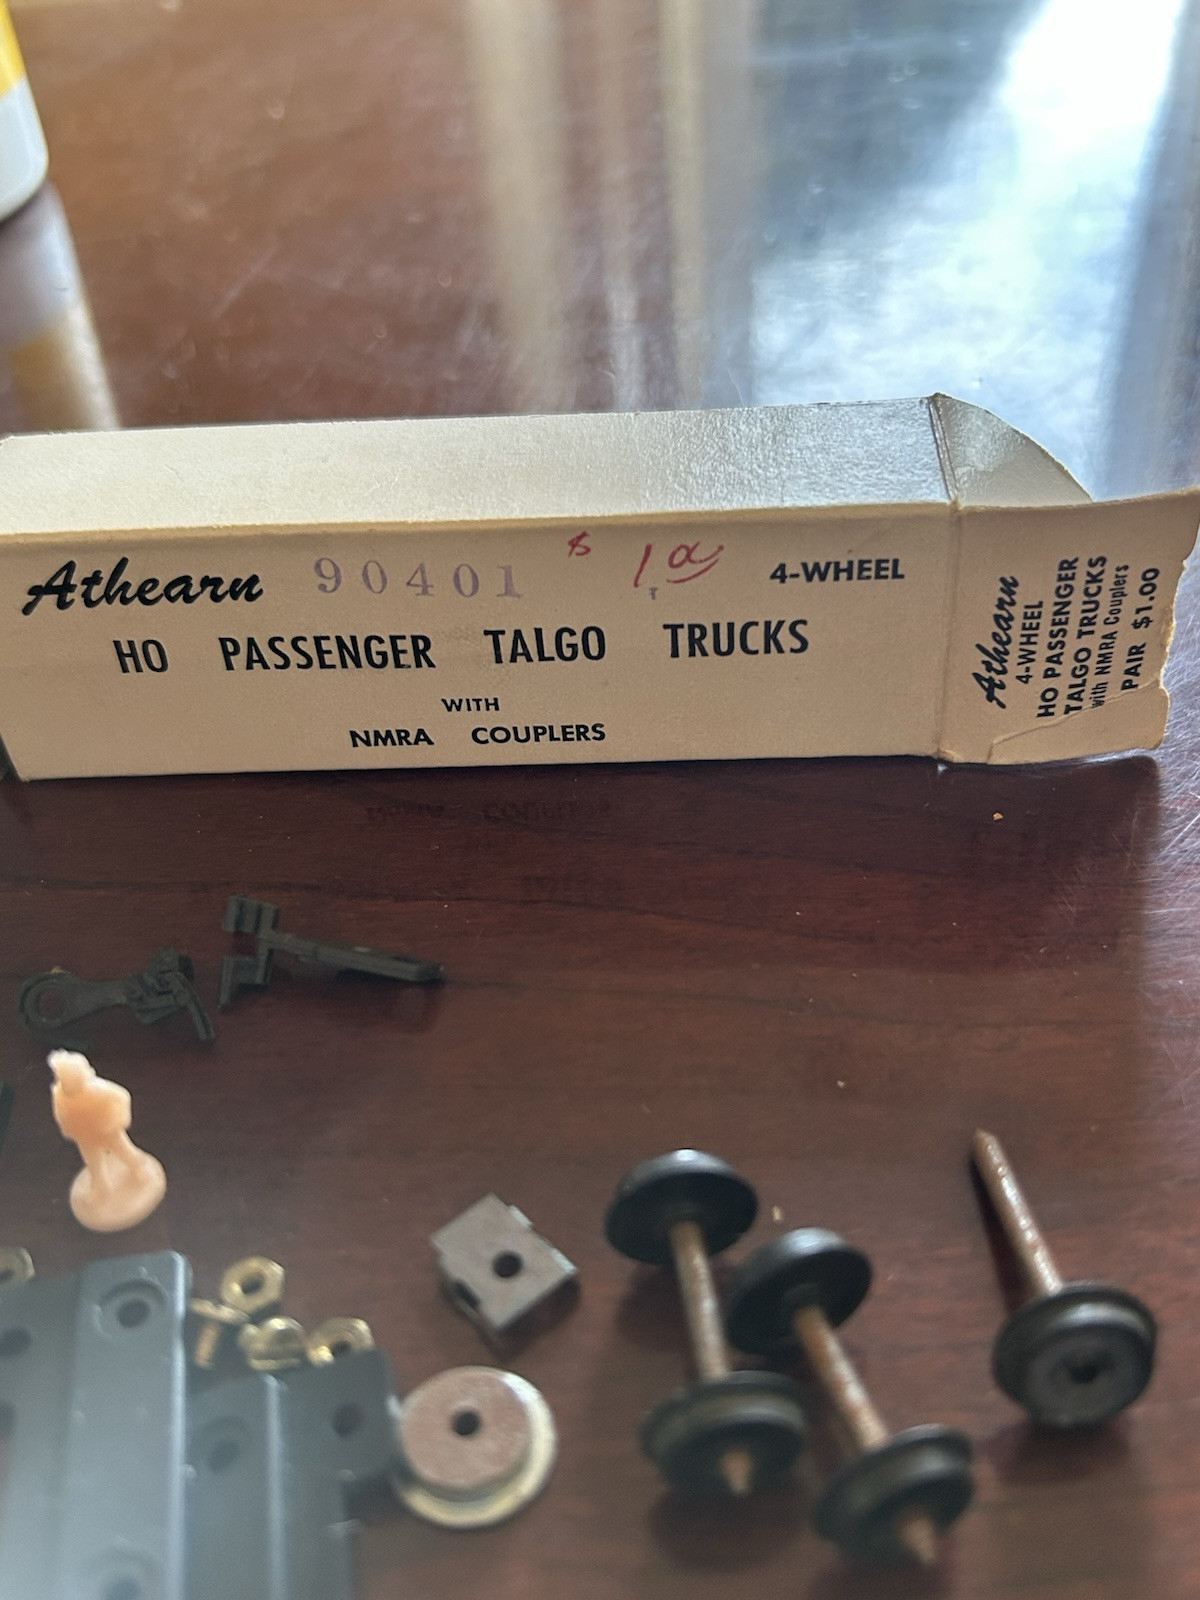 Athearn 90401 $ 1.00 4-WHEEL
HO PASSENGER TALGO TRUCKS
WITH
NMRA COUPLERS
Athearn
4-WHEEL
HO PASSENGER
TALGO TRUCKS
with NMRA Couplers
PAIR $1.00